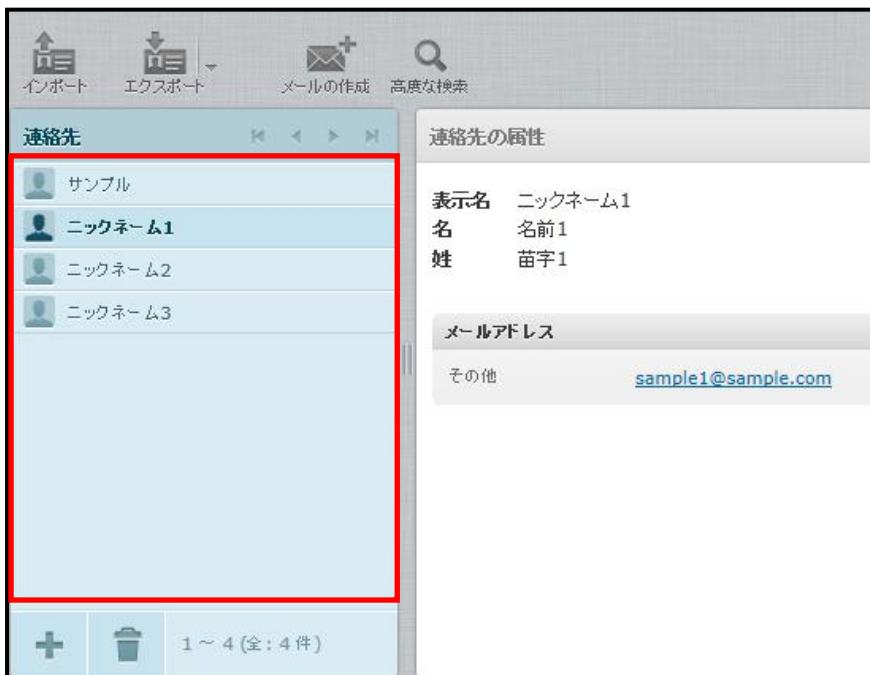 インポート エクスポート メールの作成 高度な検索
連絡先
サンプル
ニックネーム1
ニックネーム2
ニックネーム3
1 ～ 4 (全: 4 件)
連絡先の属性
表示名 ニックネーム1
名 名前1
姓 苗字1
メールアドレス
その他 sample1@sample.com